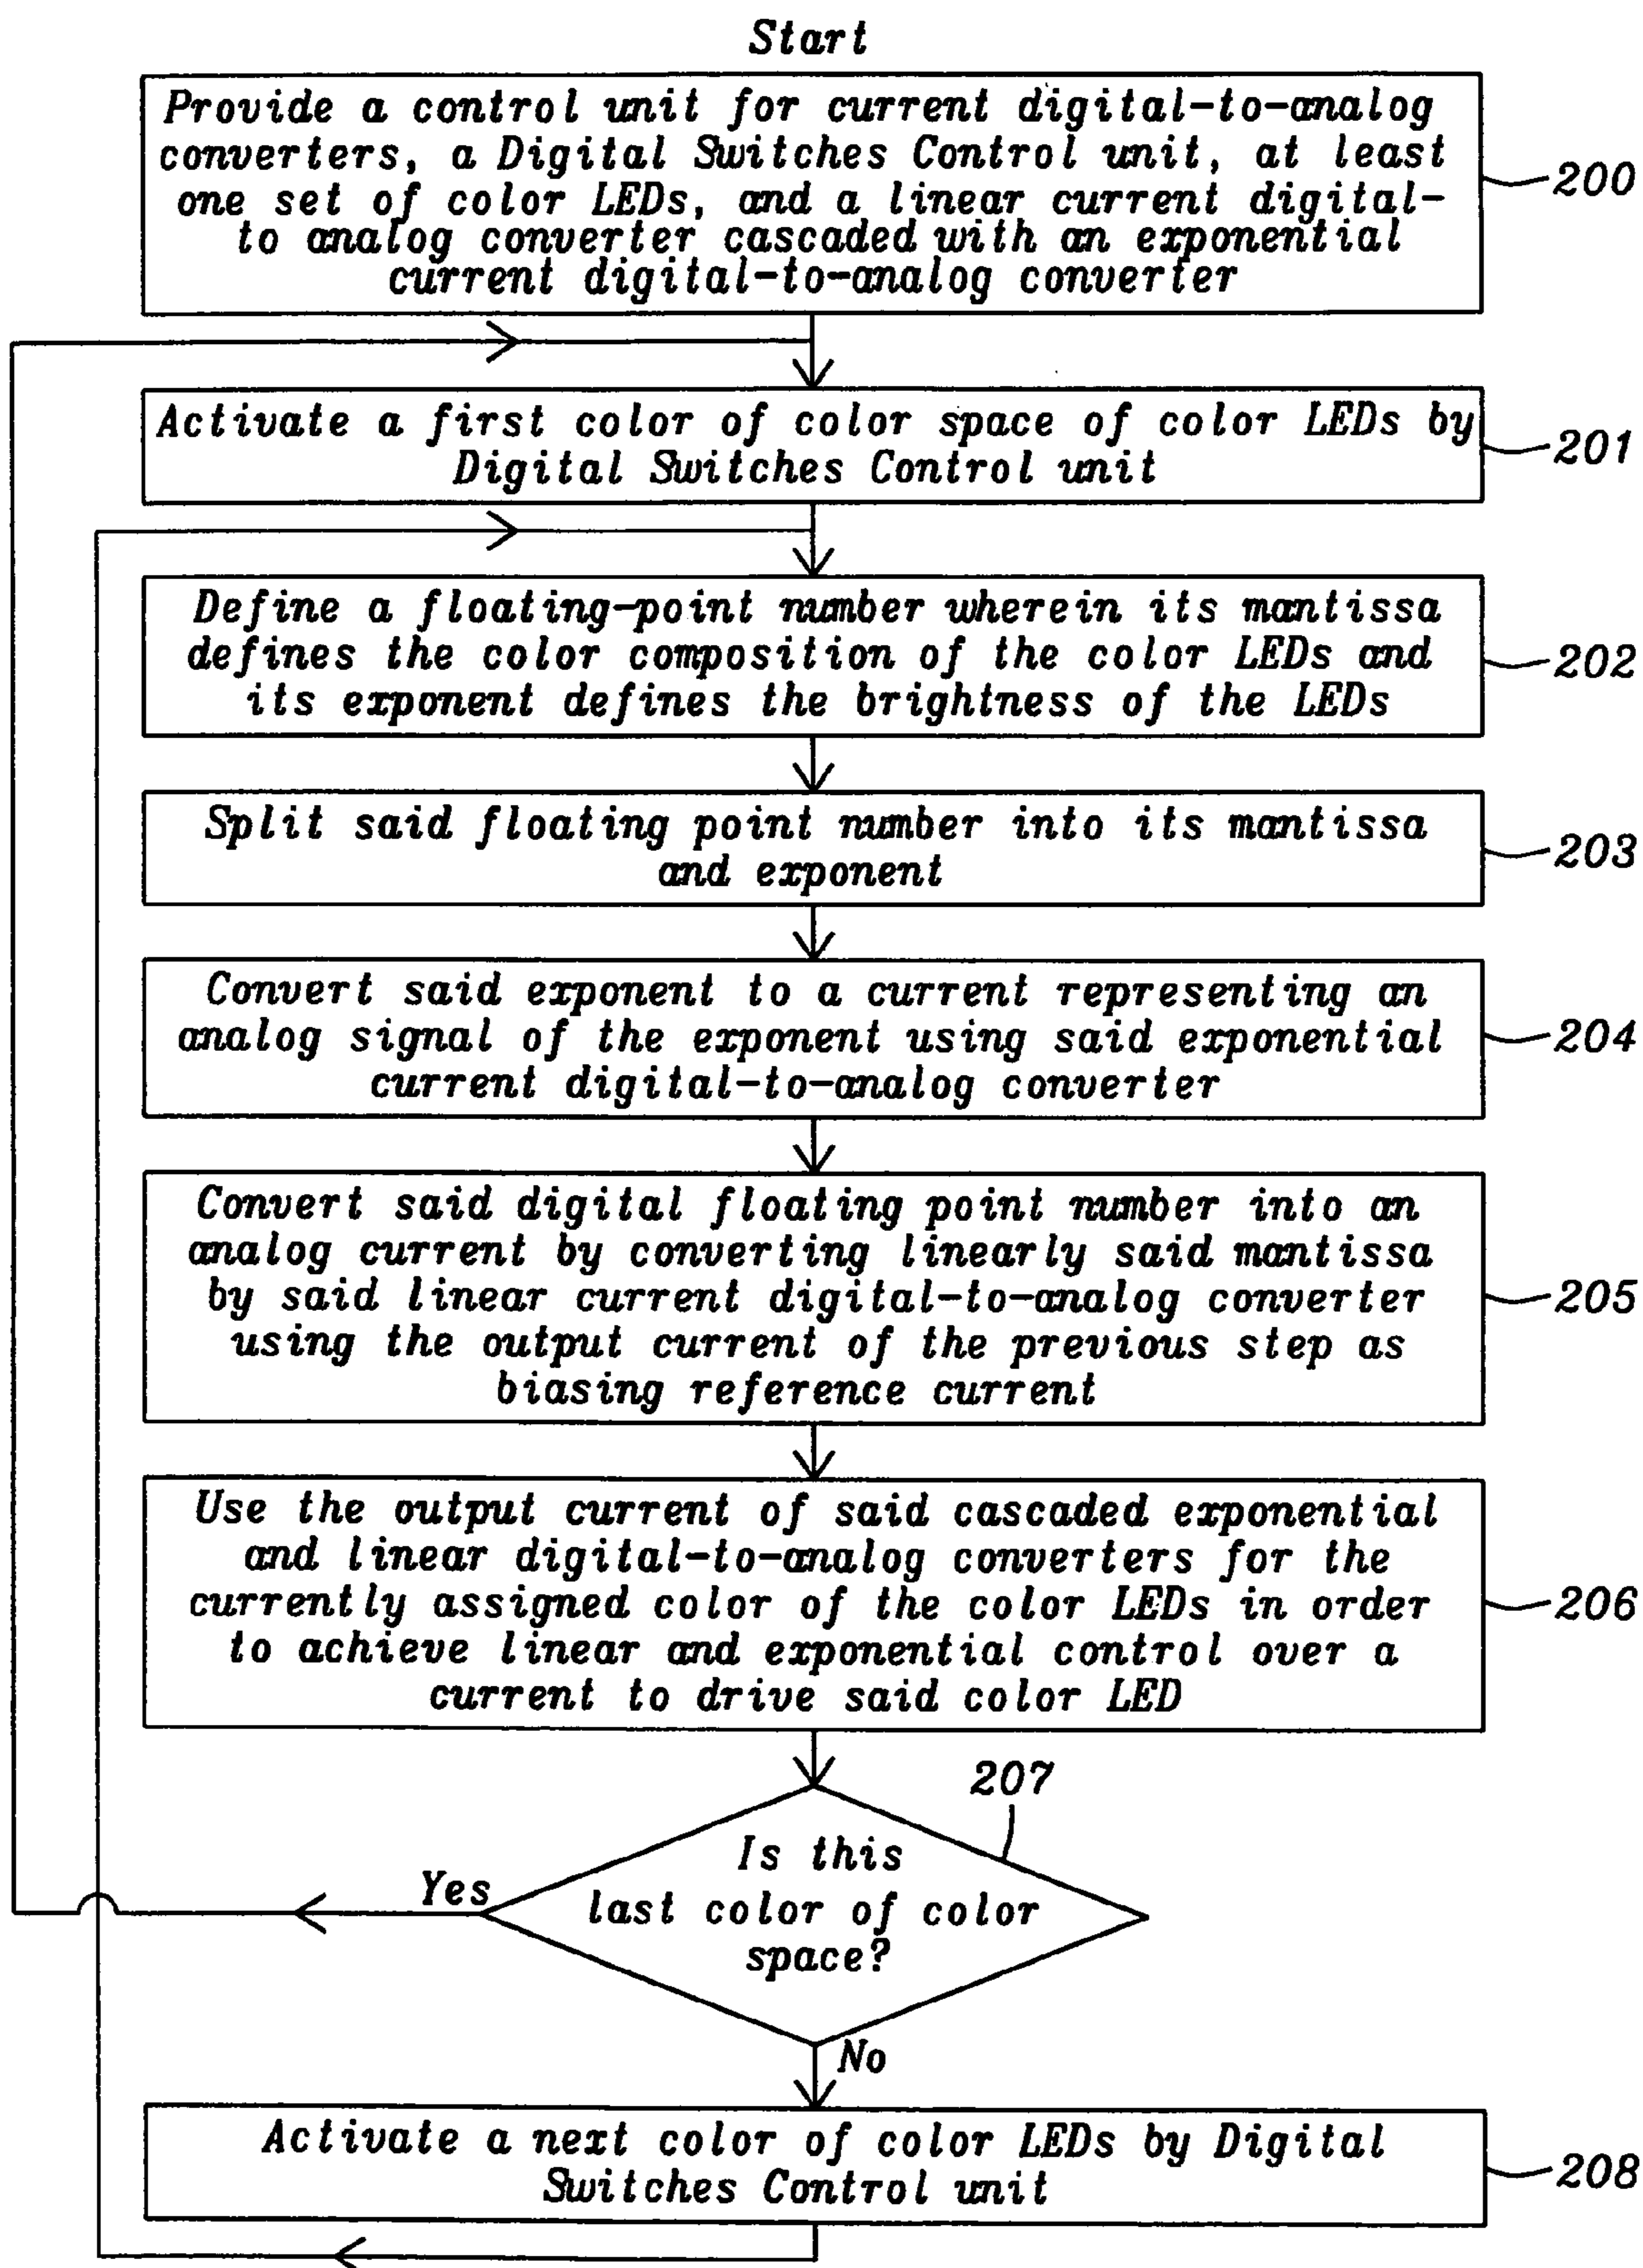 Start
Provide a control unit for current digital-to-analog
converters, a Digital Switches Control unit, at least
one set of color LEDs, and a linear current digital-
to analog converter cascaded with an exponential
current digital-to-analog converter
200
Activate a first color of color space of color LEDs by
Digital Switches Control unit
201
Define a floating-point number wherein its mantissa
defines the color composition of the color LEDs and
its exponent defines the brightness of the LEDs
202
Split said floating point number into its mantissa
and exponent
203
Convert said exponent to a current representing an
analog signal of the exponent using said exponential
current digital-to-analog converter
204
Convert said digital floating point number into an
analog current by converting linearly said mantissa
by said linear current digital-to-analog converter
using the output current of the previous step as
biasing reference current
205
Use the output current of said cascaded exponential
and linear digital-to-analog converters for the
currently assigned color of the color LEDs in order
to achieve linear and exponential control over a
current to drive said color LED
206
207
Is this
last color of color
space?
Yes
No
Activate a next color of color LEDs by Digital
Switches Control unit
208